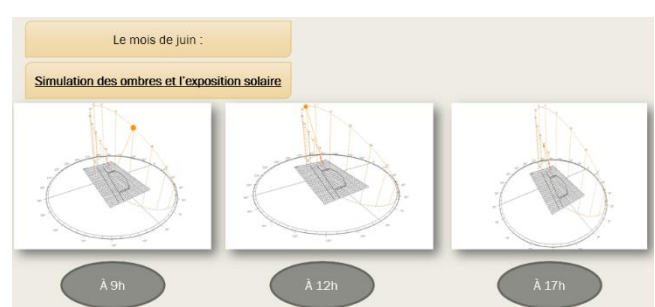 Le mois de juin :
Simulation des ombres et l'exposition solaire
À 9h
À 12h
À 17h